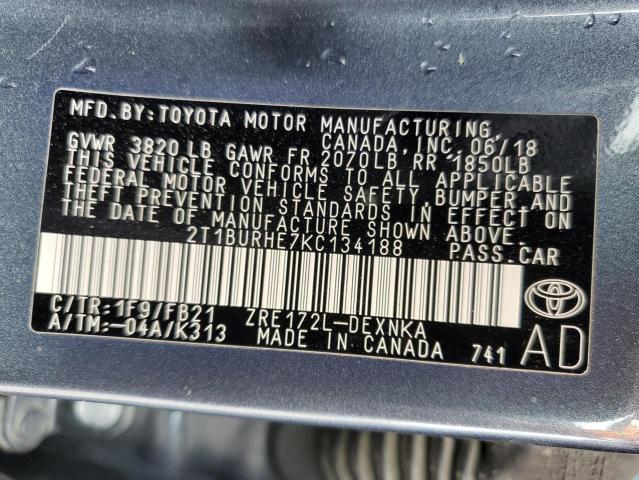 MFD. BY: TOYOTA MOTOR MANUFACTURING,
CANADA, INC. 06/18
GVWR 3820 LB GAWR FR 2070LB RR 1850LB
THIS VEHICLE CONFORMS TO ALL APPLICABLE
FEDERAL MOTOR VEHICLE SAFETY, BUMPER, AND
THEFT PREVENTION STANDARDS IN EFFECT ON
THE DATE OF MANUFACTURE SHOWN ABOVE.
2T1BURHE7KC134188 PASS.CAR
C/TR:1F9/FB21 ZRE172L-DEXNKA
A/TM:-04A/K313 MADE IN CANADA 741 AD